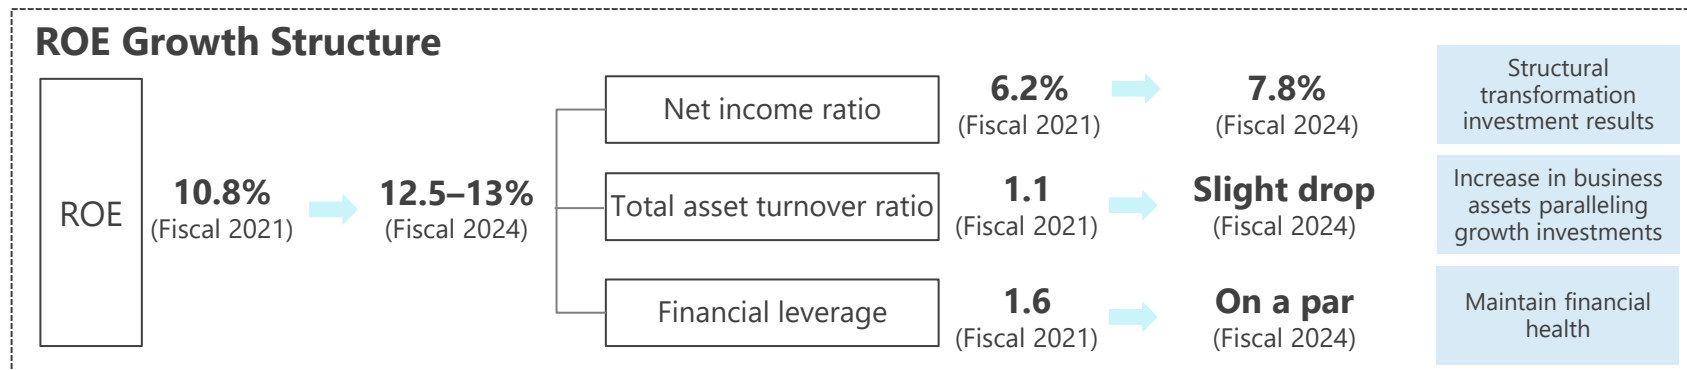 ROE Growth Structure
ROE
10.8%
(Fiscal 2021)
12.5–13%
(Fiscal 2024)
Net income ratio
6.2%
(Fiscal 2021)
7.8%
(Fiscal 2024)
Structural
transformation
investment results
Total asset turnover ratio
1.1
(Fiscal 2021)
Slight drop
(Fiscal 2024)
Increase in business
assets paralleling
growth investments
Financial leverage
1.6
(Fiscal 2021)
On a par
(Fiscal 2024)
Maintain financial
health